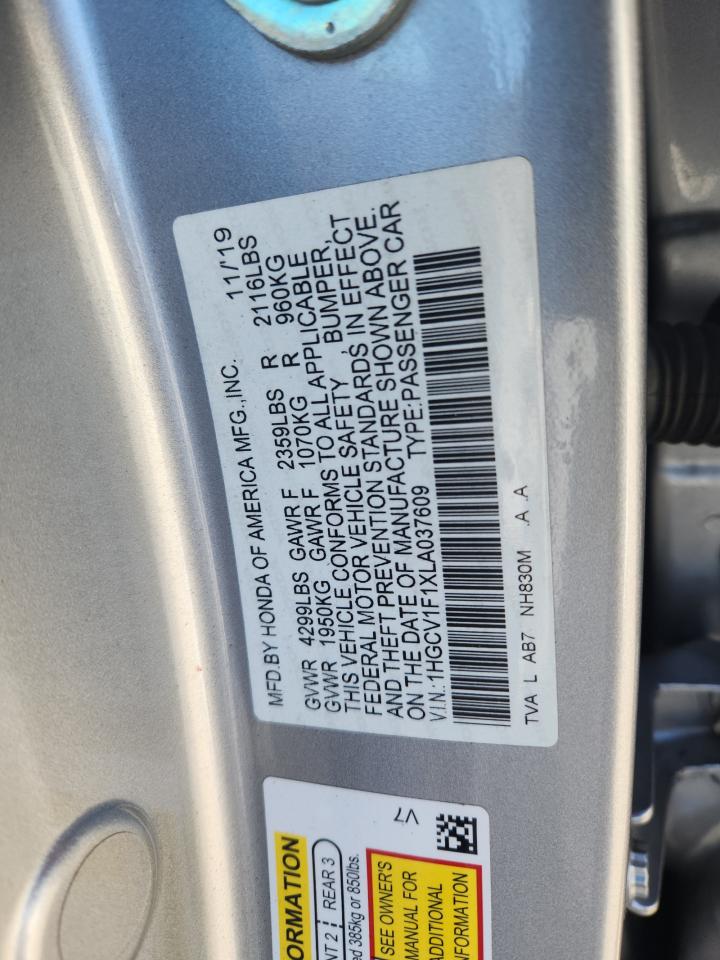 MFD.BY HONDA OF AMERICA MFG.,INC. 11/'19
GVWR 4299LBS GAWR F 2359LBS R 2116LBS
GVWR 1950KG GAWR F 1070KG R 960KG
THIS VEHICLE CONFORMS TO ALL APPLICABLE
FEDERAL MOTOR VEHICLE SAFETY, BUMPER,
AND THEFT PREVENTION STANDARDS, IN EFFECT
ON THE DATE OF MANUFACTURE SHOWN ABOVE.
V.I.N.:1HGCV1F1XLA037609 TYPE:PASSENGER CAR
TVA L AB7 NH830M .A .A
V7
ORMATION
NT 2 REAR 3
ed 385kg or 850lbs.
SEE OWNER'S
MANUAL FOR
ADDITIONAL
NFORMATION